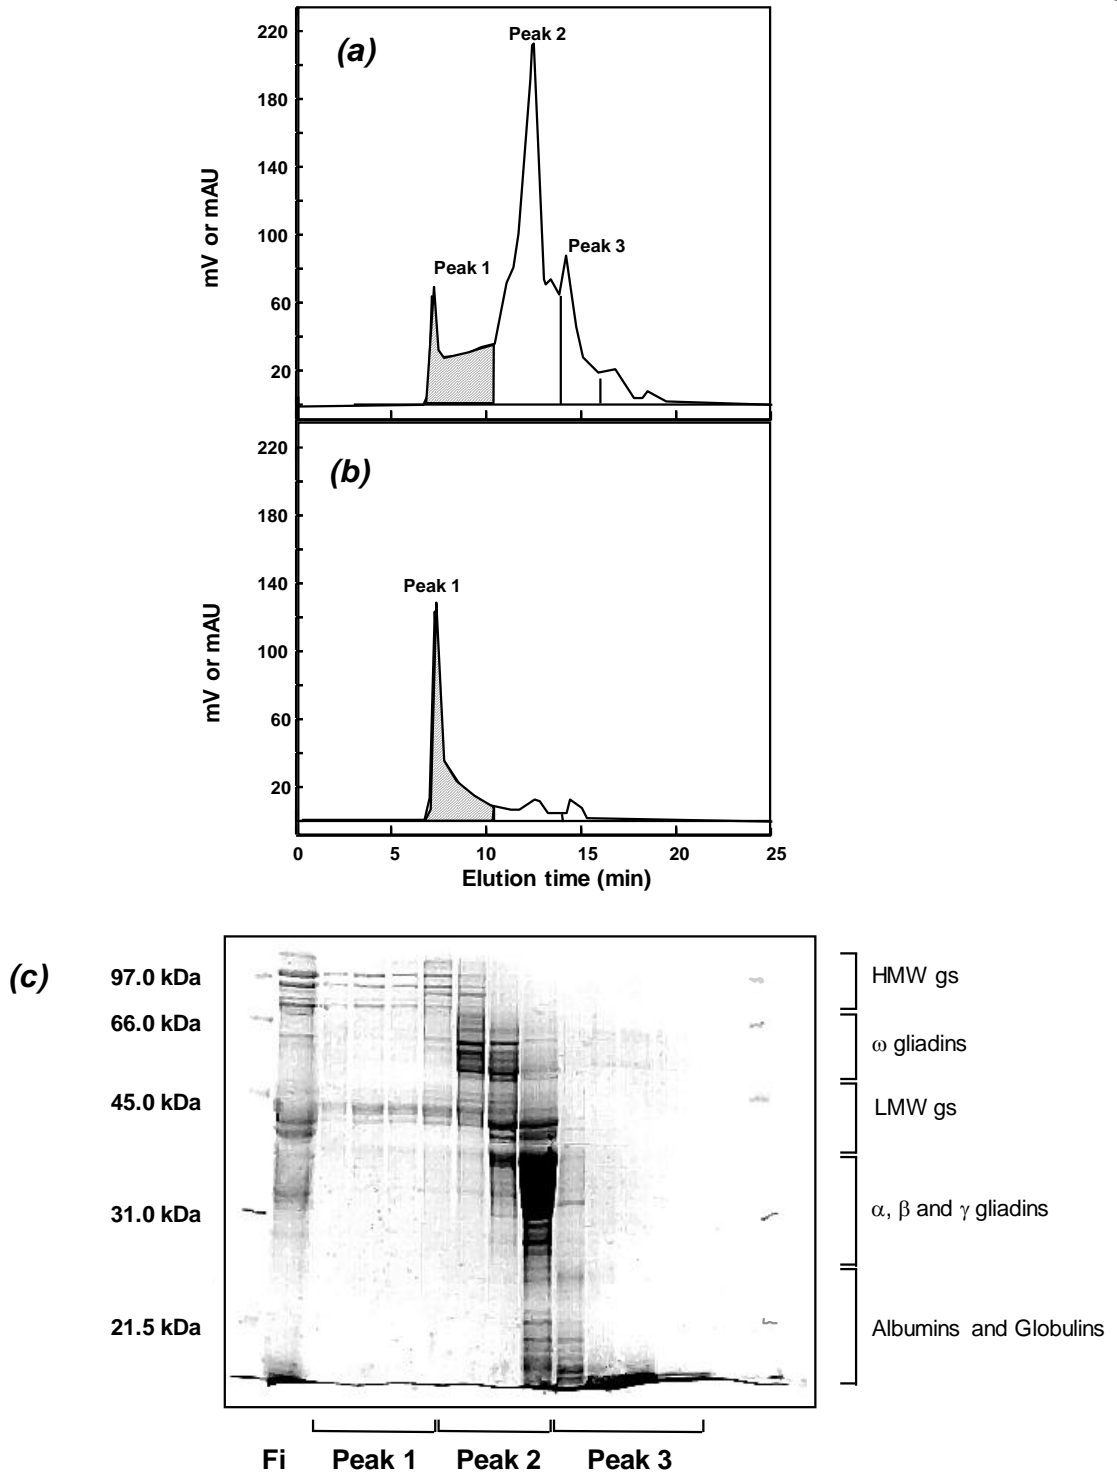 (a)
mV or mAU
220
180
140
100
60
20
Peak 1
Peak 2
Peak 3
(b)
mV or mAU
220
180
140
100
60
20
Peak 1
0 5 10 15 20 25
Elution time (min)
(c)
97.0 kDa
66.0 kDa
45.0 kDa
31.0 kDa
21.5 kDa
HMW gs
ω gliadins
LMW gs
α, β and γ gliadins
Albumins and Globulins
Fi Peak 1 Peak 2 Peak 3